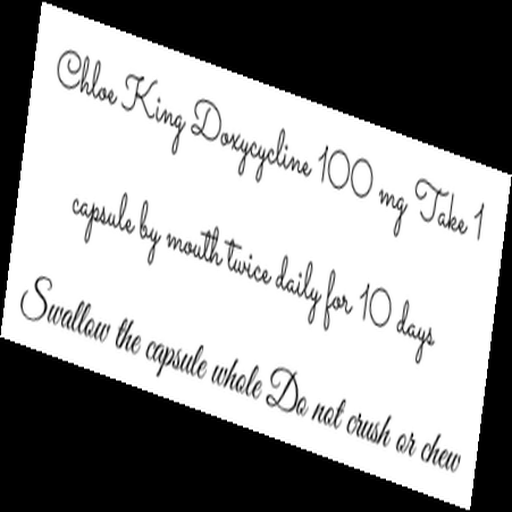 Chloe King Doxycycline 100 mg Take 1
capsule by mouth twice daily for 10 days
Swallow the capsule whole Do not crush or chew